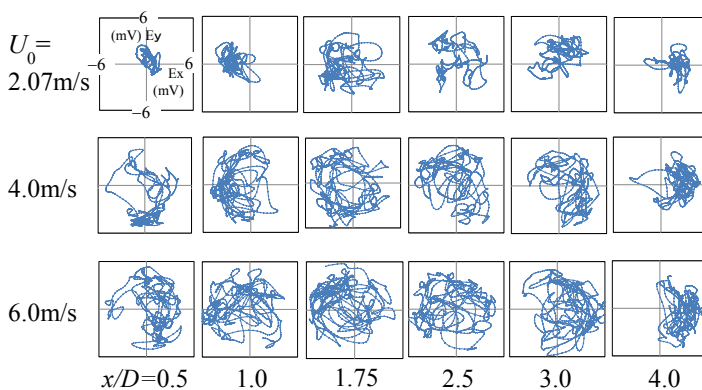 U₀=
2.07m/s
6
(mV) Ey
−6
6
Ex
(mV)
−6
4.0m/s
6.0m/s
x/D=0.5 1.0 1.75 2.5 3.0 4.0